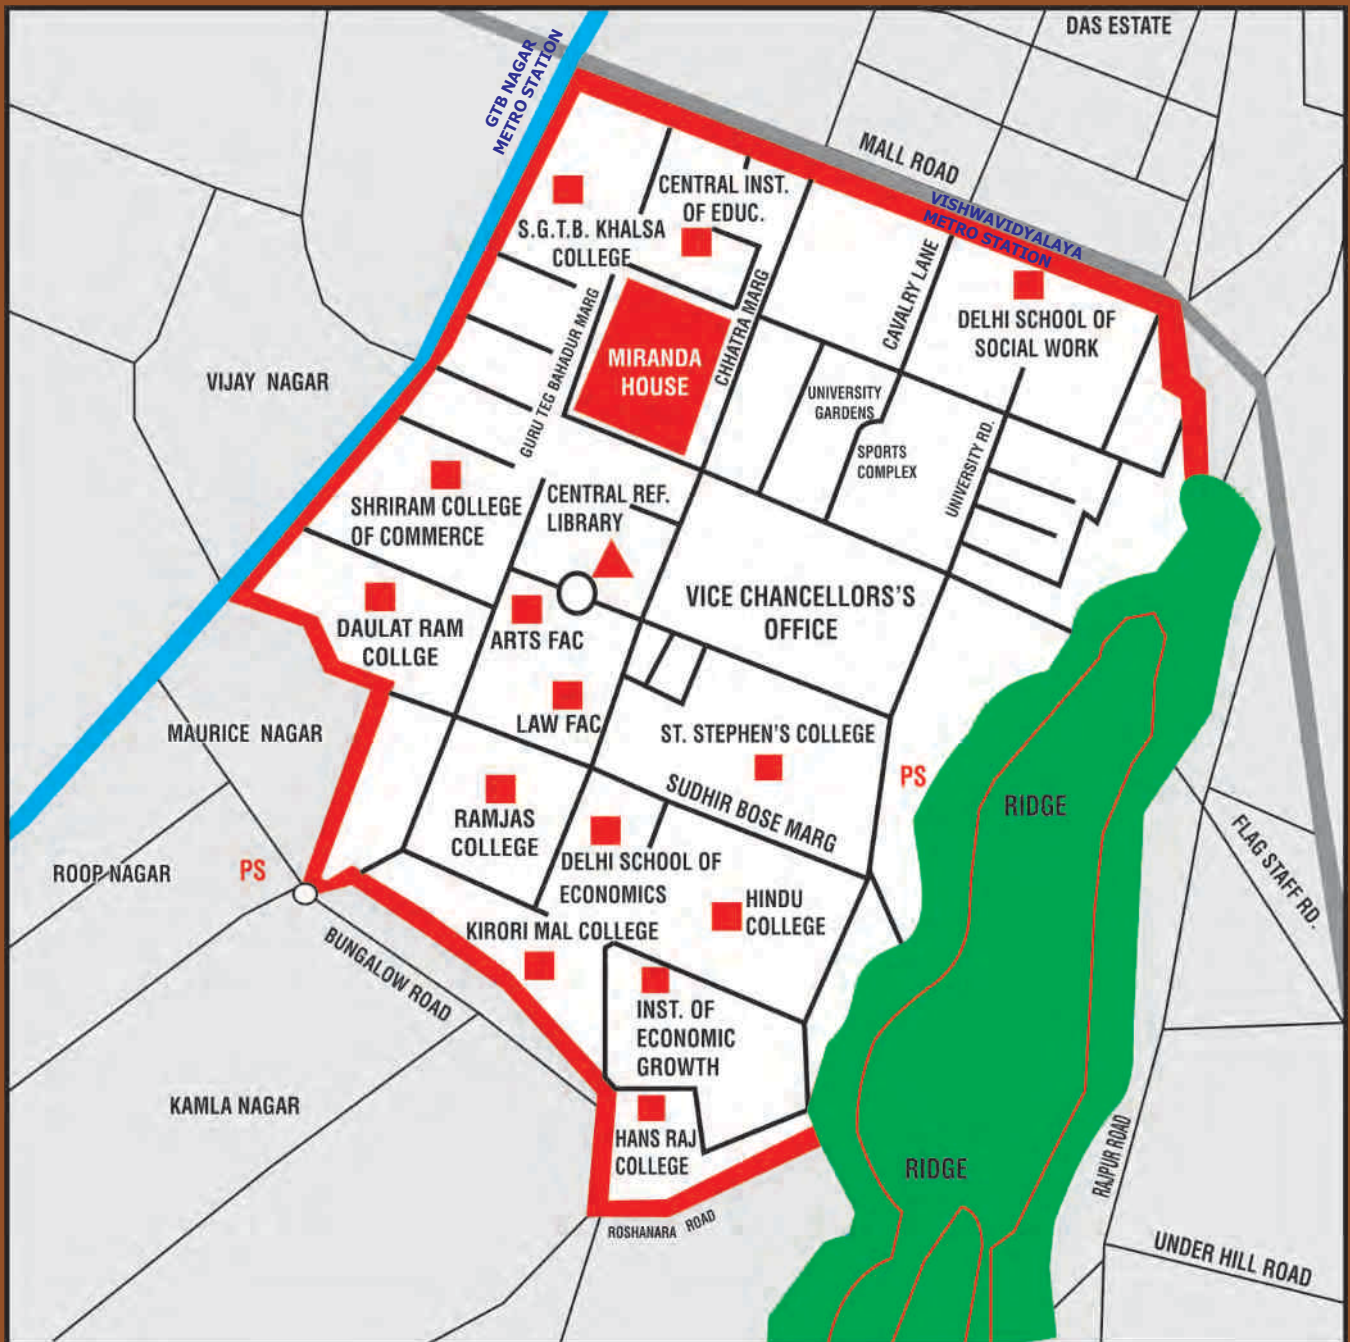 DAS ESTATE
GTB NAGAR
METRO STATION
MALL ROAD
VISHWAVIDYALAYA
METRO STATION
CENTRAL INST.
OF EDUC.
S.G.T.B. KHALSA
COLLEGE
CAVALRY LANE
CHHATRA MARG
GURU TEG BAHADUR MARG
DELHI SCHOOL OF
SOCIAL WORK
MIRANDA
HOUSE
VIJAY NAGAR
UNIVERSITY
GARDENS
SPORTS
COMPLEX
UNIVERSITY RD.
SHRIRAM COLLEGE
OF COMMERCE
CENTRAL REF.
LIBRARY
VICE CHANCELLORS'S
OFFICE
DAULAT RAM
COLLGE
ARTS FAC
LAW FAC
MAURICE NAGAR
ST. STEPHEN'S COLLEGE
PS
RIDGE
SUDHIR BOSE MARG
RAMJAS
COLLEGE
DELHI SCHOOL OF
ECONOMICS
FLAG STAFF RD.
ROOP NAGAR
PS
HINDU
COLLEGE
KIRORI MAL COLLEGE
BUNGALOW ROAD
INST. OF
ECONOMIC
GROWTH
KAMLA NAGAR
HANS RAJ
COLLEGE
RIDGE
RAJPUR ROAD
ROSHANARA ROAD
UNDER HILL ROAD